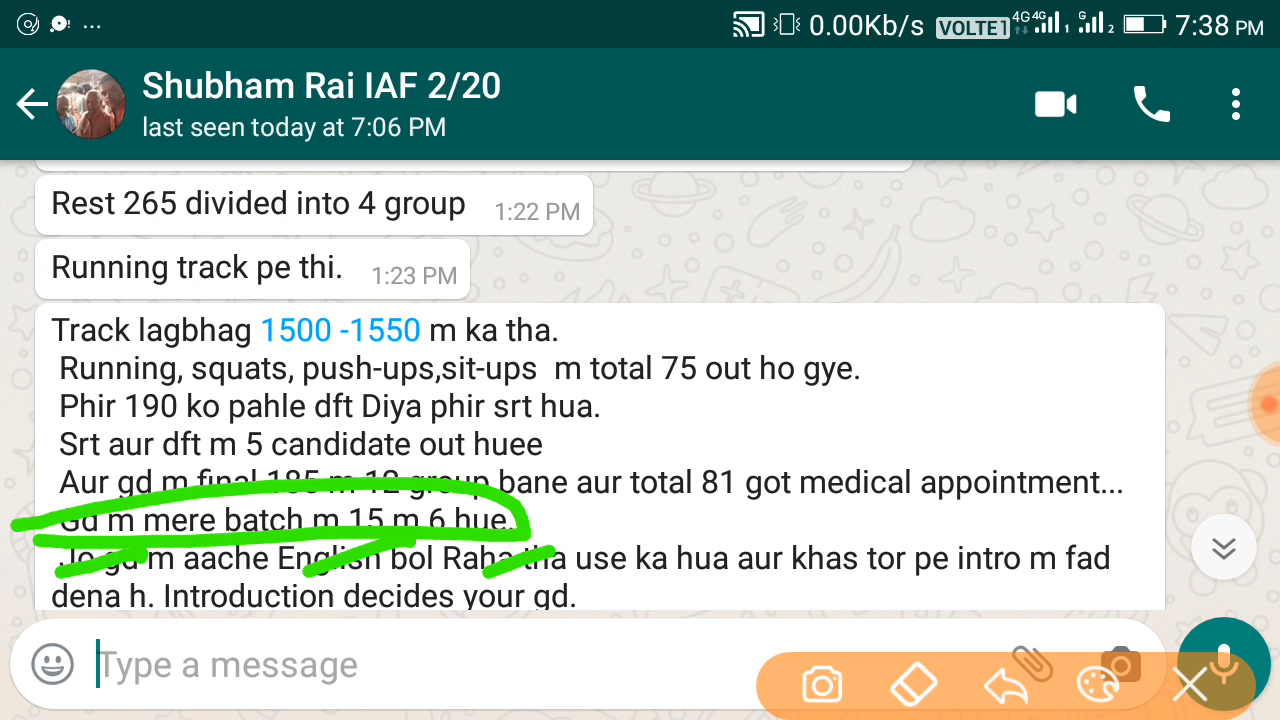 0.00Kb/s VOLTE1 4G 4G 1 G 2 7:38 PM
Shubham Rai IAF 2/20
last seen today at 7:06 PM
Rest 265 divided into 4 group 1:22 PM
Running track pe thi. 1:23 PM
Track lagbhag 1500 -1550 m ka tha.
Running, squats, push-ups,sit-ups m total 75 out ho gye.
Phir 190 ko pahle dft Diya phir srt hua.
Srt aur dft m 5 candidate out huee
Aur gd m final 185 m 12 group bane aur total 81 got medical appointment...
Gd m mere batch m 15 m 6 hue.
Jo gd m aache English bol Raha tha use ka hua aur khas tor pe intro m fad
dena h. Introduction decides your gd.
Type a message